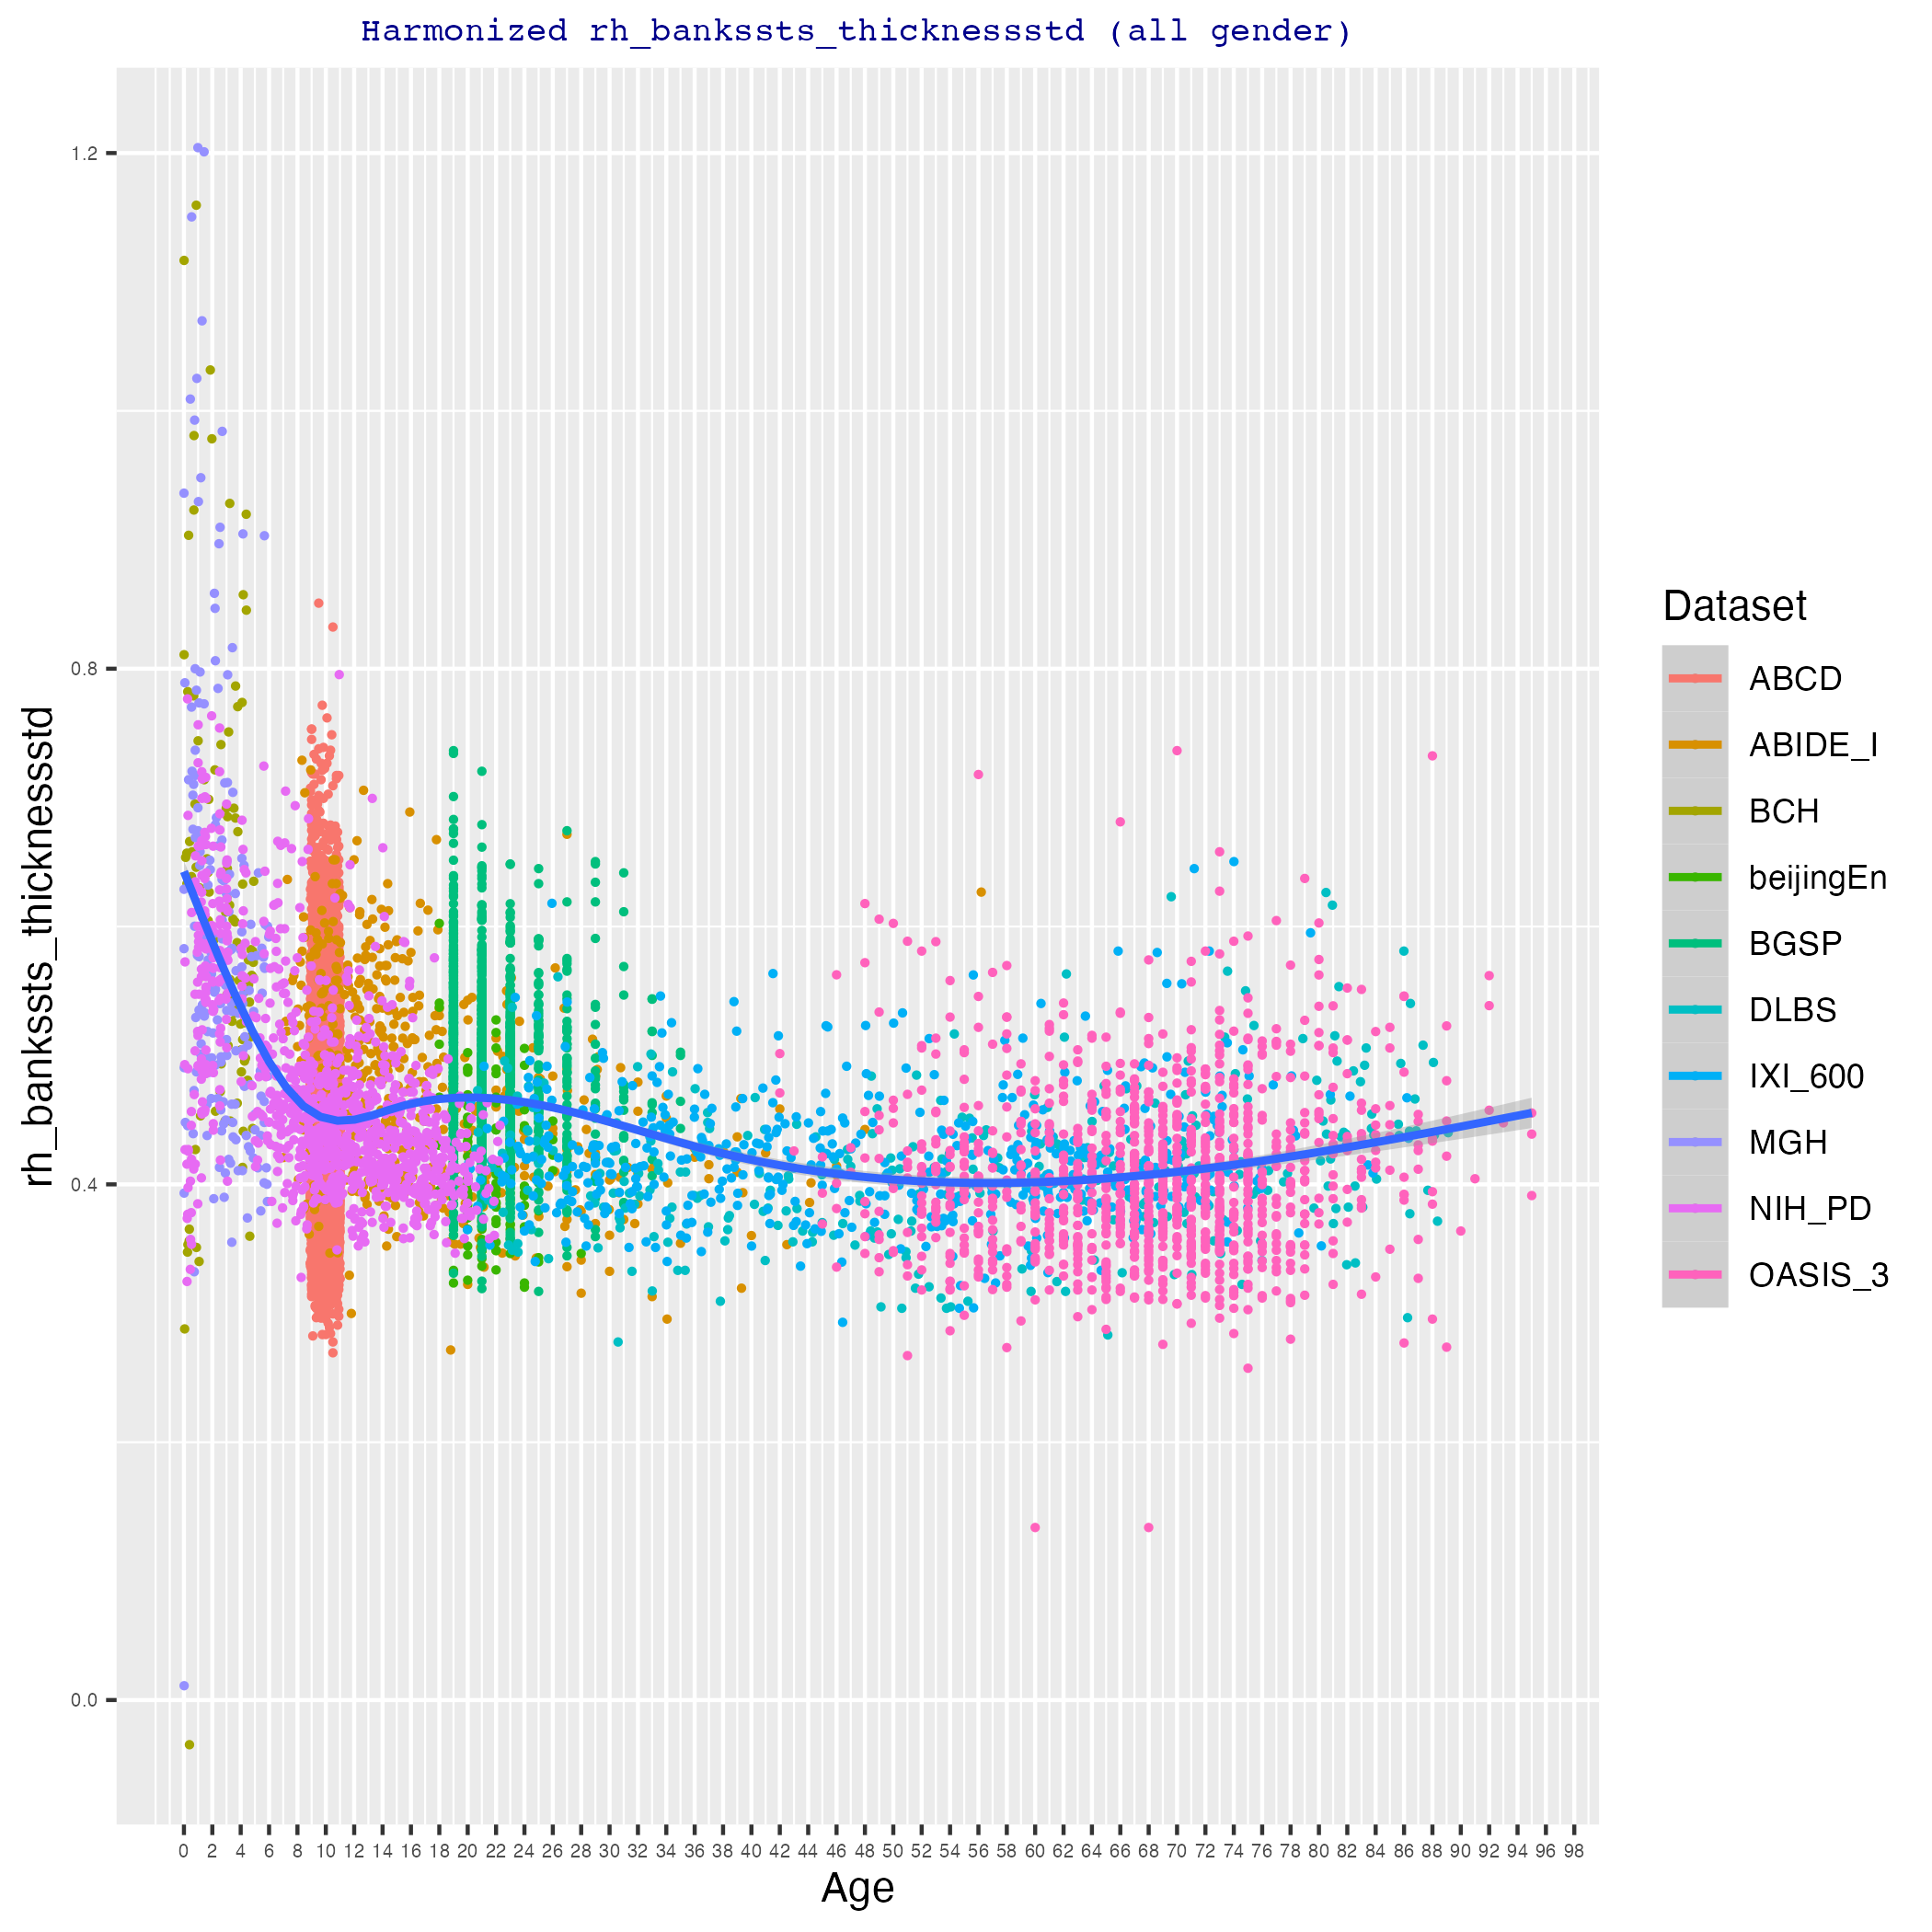 Harmonized rh_bankssts_thicknessstd (all gender)
rh_bankssts_thicknessstd
1.2
0.8
0.4
0.0
0 2 4 6 8 10 12 14 16 18 20 22 24 26 28 30 32 34 36 38 40 42 44 46 48 50 52 54 56 58 60 62 64 66 68 70 72 74 76 78 80 82 84 86 88 90 92 94 96 98
Age
Dataset
ABCD
ABIDE_I
BCH
beijingEn
BGSP
DLBS
IXI_600
MGH
NIH_PD
OASIS_3